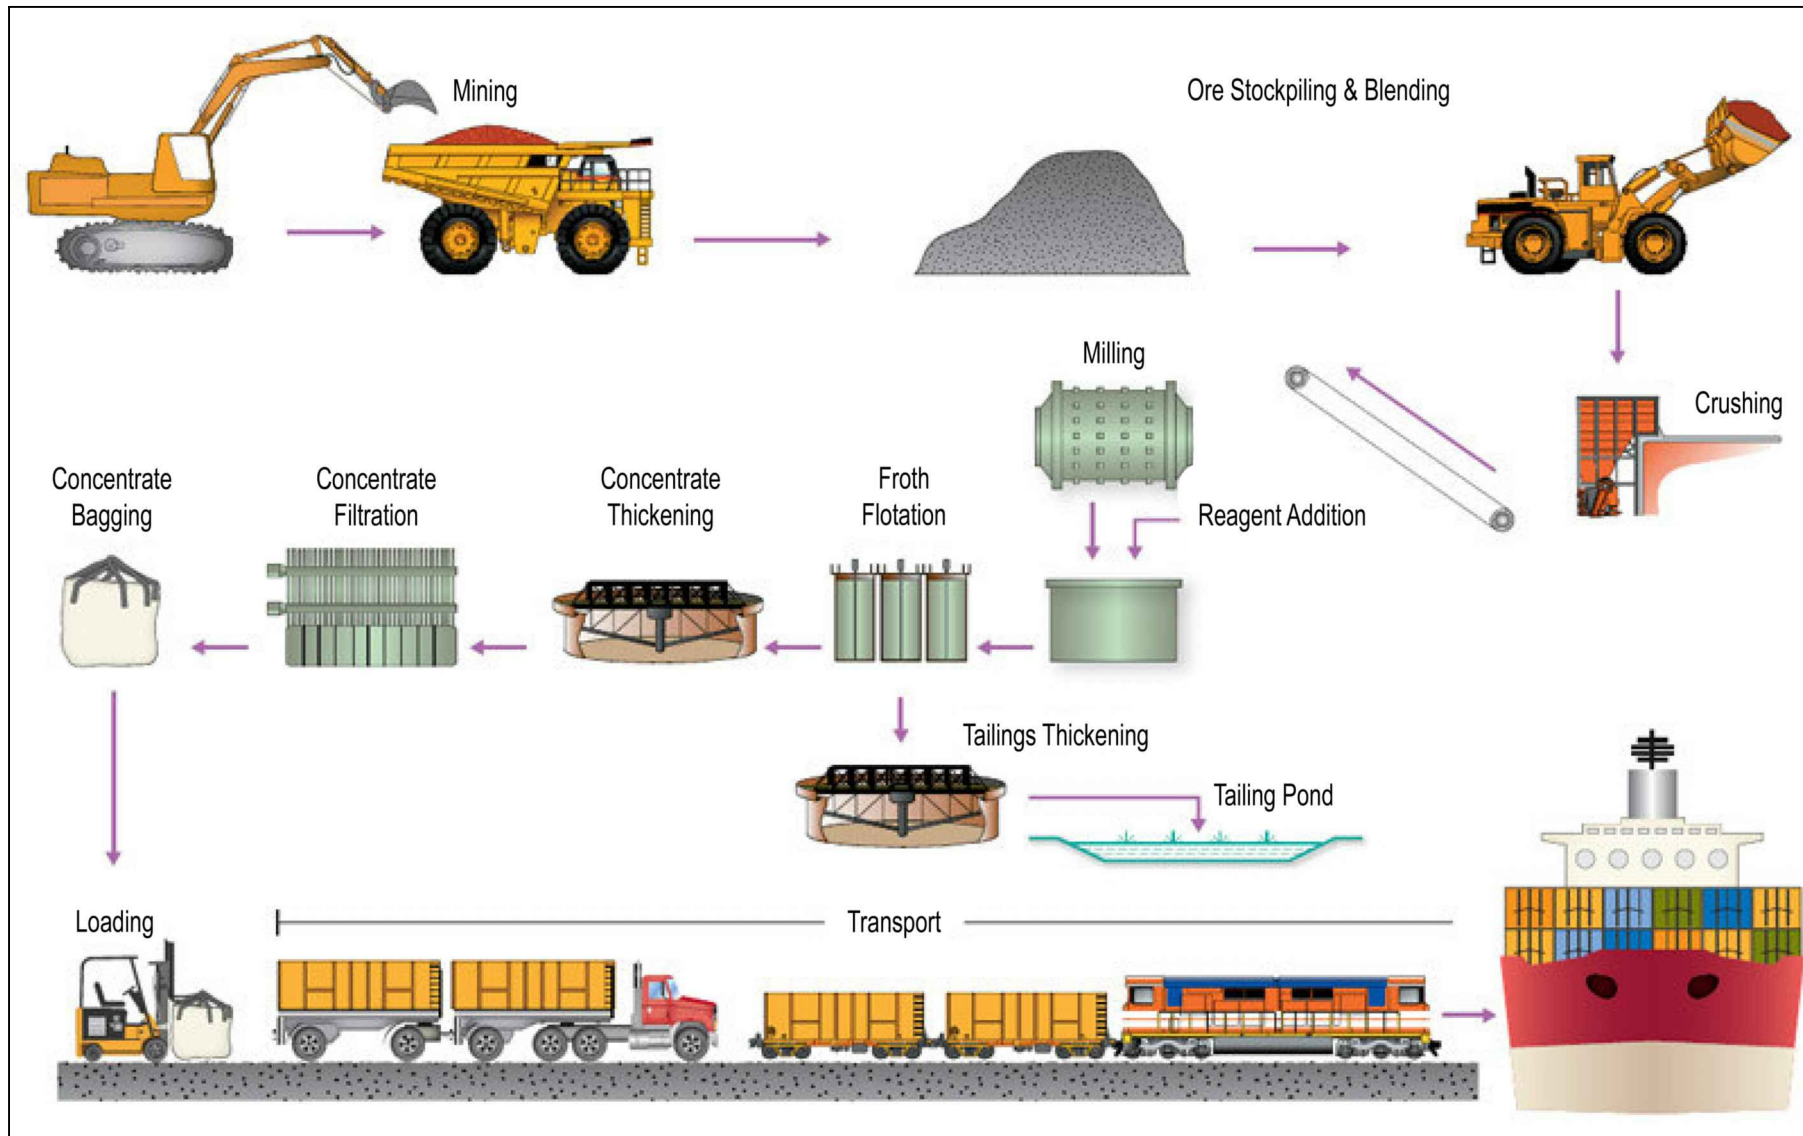 Mining
Ore Stockpiling & Blending
Milling
Crushing
Concentrate
Bagging
Concentrate
Filtration
Concentrate
Thickening
Froth
Flotation
Reagent Addition
Tailings Thickening
Tailing Pond
Loading
Transport